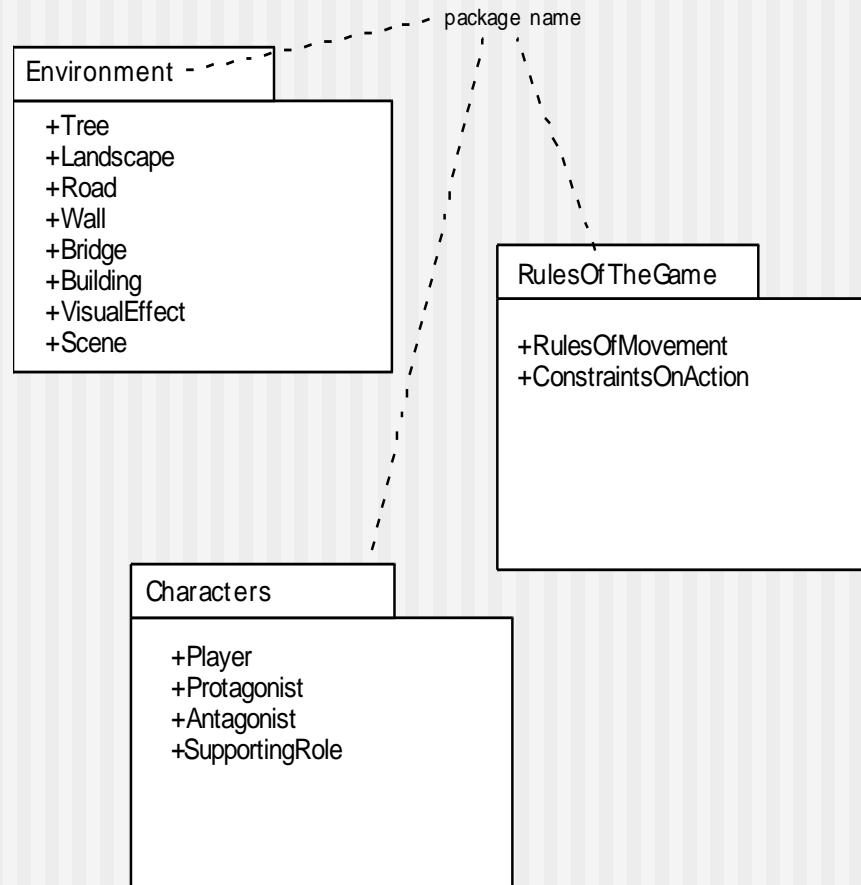 package name
Environment
+Tree
+Landscape
+Road
+Wall
+Bridge
+Building
+VisualEffect
+Scene
RulesOfTheGame
+RulesOfMovement
+ConstraintsOnAction
Characters
+Player
+Protagonist
+Antagonist
+SupportingRole